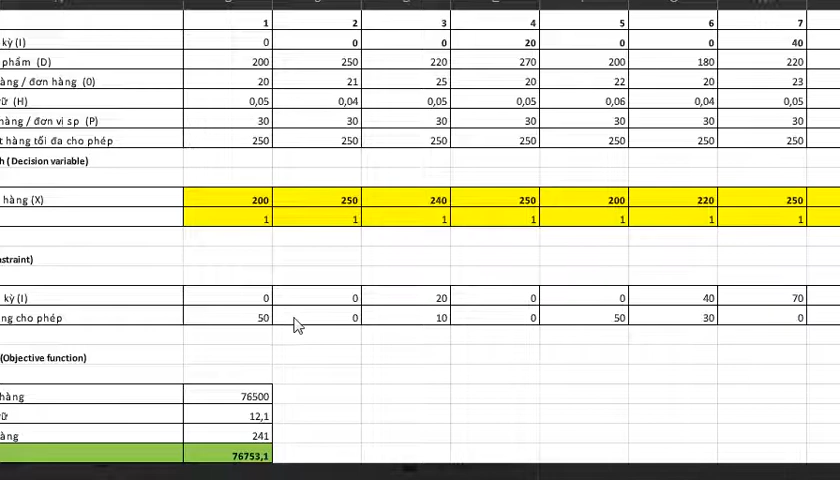 1 2 3 4 5 6 7
kỳ (I) 0 0 0 20 0 0 40
phẩm (D) 200 250 220 270 200 180 220
àng / đơn hàng (0) 20 21 25 20 22 20 23
rữ (H) 0,05 0,04 0,05 0,05 0,06 0,04 0,05
hàng / đơn vị sp (P) 30 30 30 30 30 30 30
t hàng tối đa cho phép 250 250 250 250 250 250 250
h ( Decision variable)
hàng (X) 200 250 240 250 200 220 250
1 1 1 1 1 1 1
straint)
kỳ (I) 0 0 20 0 0 40 70
ng cho phép 50 0 10 0 50 30 0
(Objective function)
hàng 76500
rữ 12,1
àng 241
76753,1